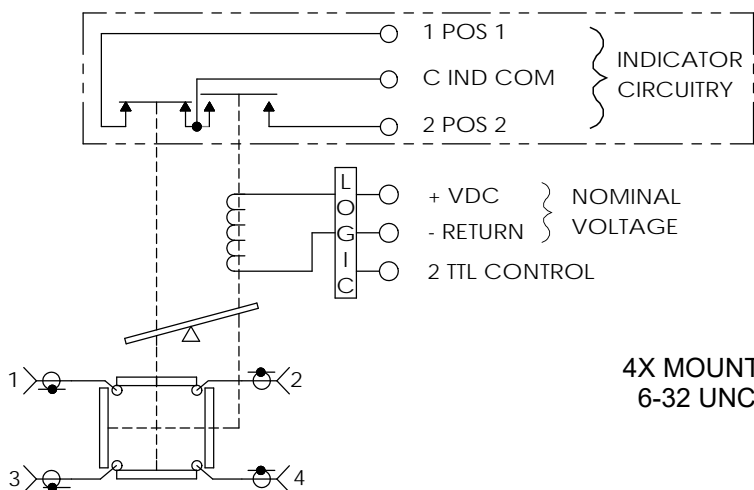 1 POS 1
C IND COM
2 POS 2
INDICATOR
CIRCUITRY
LOGIC
+ VDC
- RETURN
2 TTL CONTROL
NOMINAL
VOLTAGE
1
2
3
4
4X MOUNT
6-32 UNC